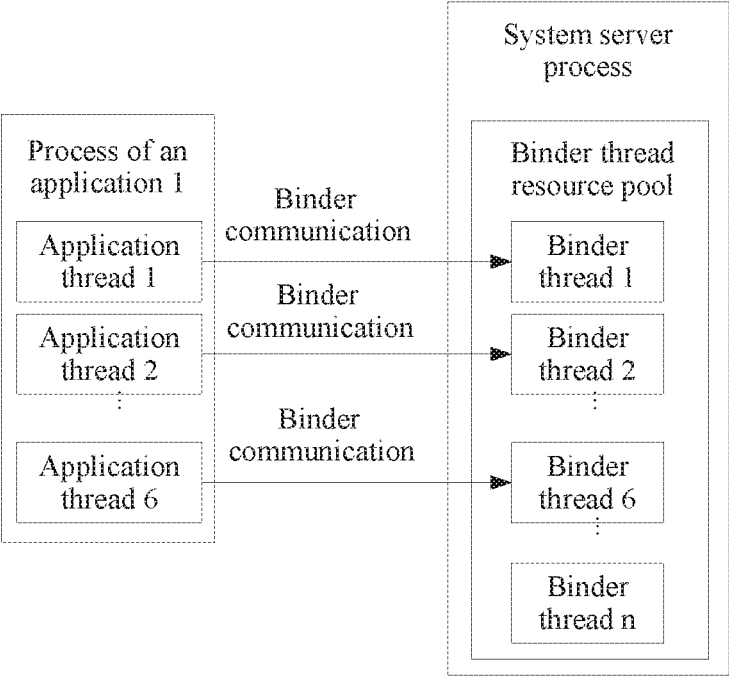 System server
process
Process of an
application 1
Binder thread
resource pool
Binder
communication
Application
thread 1
Binder
thread 1
Binder
communication
Application
thread 2
Binder
thread 2
⋮
⋮
Binder
communication
Application
thread 6
Binder
thread 6
⋮
Binder
thread n